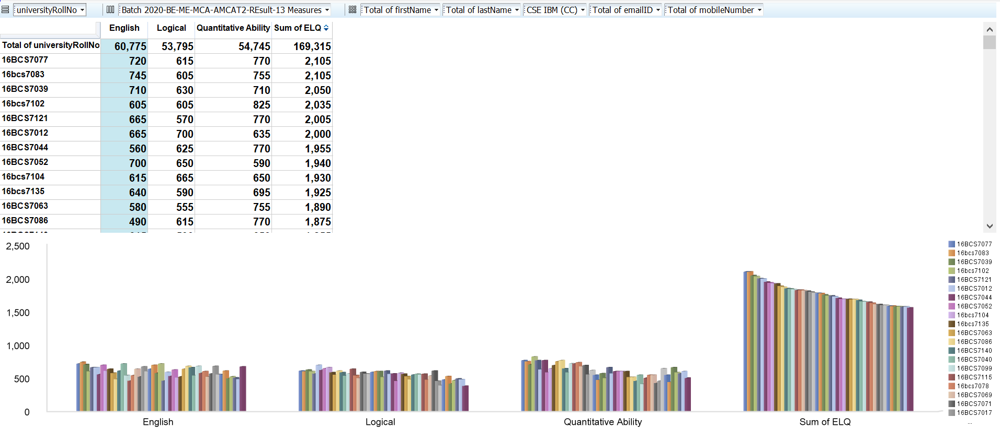 universityRollNo Batch 2020-BE-ME-MCA-AMCAT2-REsult-13 Measures Total of firstName Total of lastName CSE IBM (CC) Total of emailID Total of mobileNumber
English Logical Quantitative Ability Sum of ELQ
Total of universityRollNo 60,775 53,795 54,745 169,315
16BCS7077 720 615 770 2,105
16bcs7083 745 605 755 2,105
16BCS7039 710 630 710 2,050
16bcs7102 605 605 825 2,035
16BCS7121 665 570 770 2,005
16BCS7012 665 700 635 2,000
16BCS7044 560 625 770 1,955
16BCS7052 700 650 590 1,940
16bcs7104 615 665 650 1,930
16bcs7135 640 590 695 1,925
16BCS7063 580 555 755 1,890
16BCS7086 490 615 770 1,875
2,500
2,000
1,500
1,000
500
0
English Logical Quantitative Ability Sum of ELQ
16BCS7077
16bcs7083
16BCS7039
16bcs7102
16BCS7121
16BCS7012
16BCS7044
16BCS7052
16bcs7104
16bcs7135
16BCS7063
16BCS7086
16BCS7140
16BCS7040
16BCS7099
16BCS7115
16bcs7078
16BCS7069
16BCS7071
16BCS7017
...